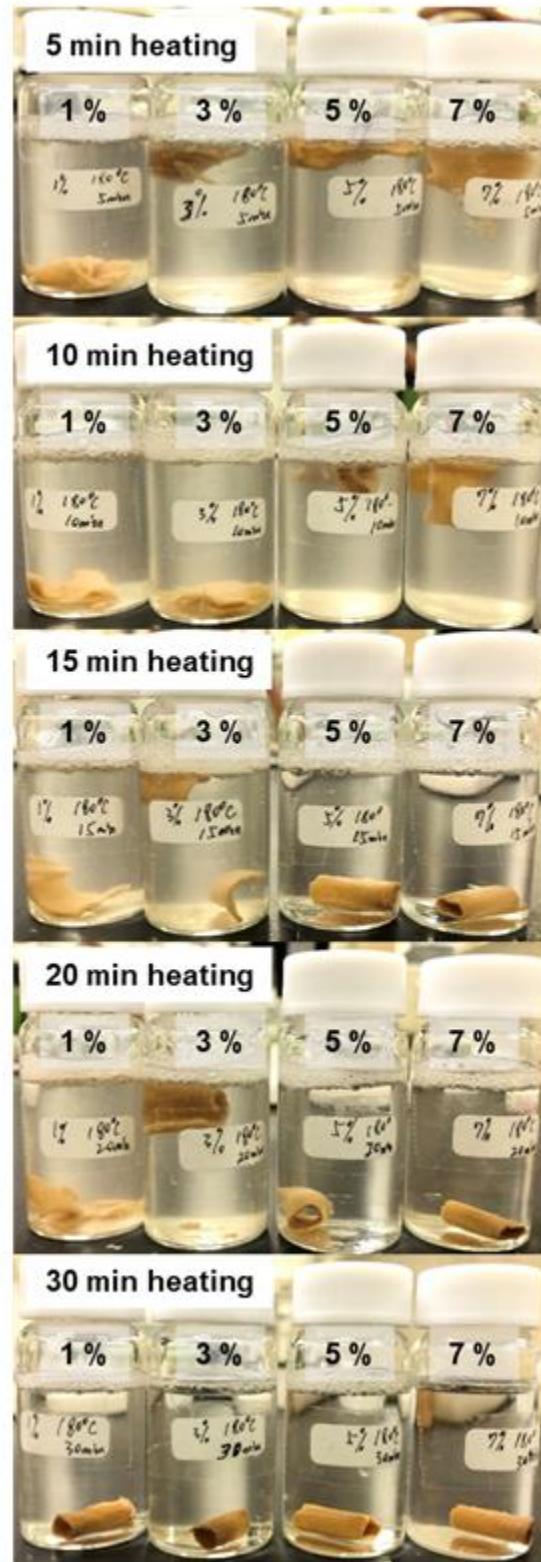 5 min heating
1 % 3 % 5 % 7 %
1% 180°C
5min
3% 180°C
5min
5% 180°C
5min
7% 180°
5min
10 min heating
1 % 3 % 5 % 7 %
1% 180°C
10min
3% 180°C
10min
5% 180°
10min
7% 180°C
10min
15 min heating
1 % 3 % 5 % 7 %
1% 180°C
15min
3% 180°C
15min
5% 180°
15min
7% 180°C
15min
20 min heating
1 % 3 % 5 % 7 %
1% 180°C
20min
3% 180°C
20min
5% 180°
7% 180°C
20min
30 min heating
1 % 3 % 5 % 7 %
1% 180°C
30min
3% 180°C
30min
5% 180°
30min
7% 180°
30min